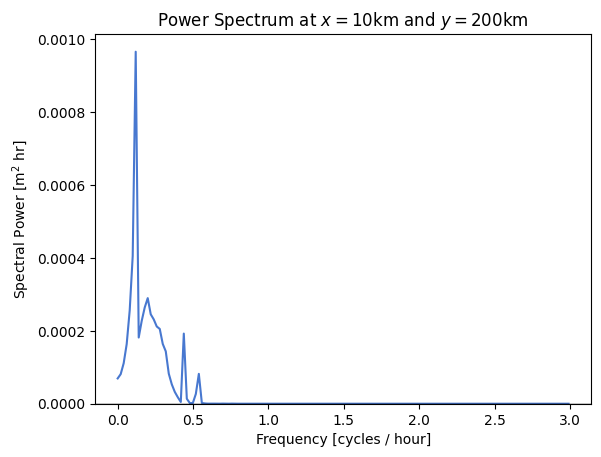 Power Spectrum at x = 10km and y = 200km
0.0010
0.0008
0.0006
0.0004
0.0002
0.0000
Spectral Power [m² hr]
0.0 0.5 1.0 1.5 2.0 2.5 3.0
Frequency [cycles / hour]